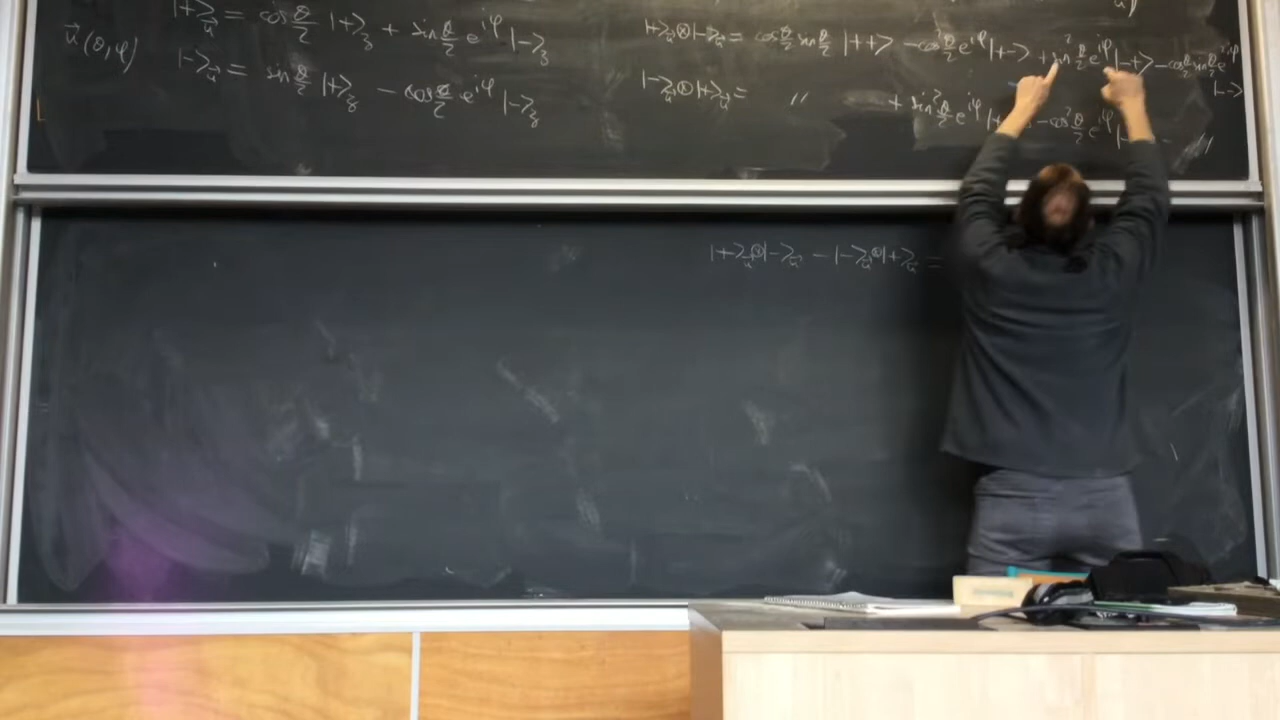 u⃗(θ,φ)
|+>_u⃗ = cos θ/2 |+>_z + sin θ/2 e^{iφ} |->_z
|->_u⃗ = sin θ/2 |+>_z - cos θ/2 e^{iφ} |->_z
|+>_u⃗ ⊗ |->_u⃗ = cos θ/2 sin θ/2 |++> - cos² θ/2 e^{iφ} |+-> + sin² θ/2 e^{iφ} |-+> - cos θ/2 sin θ/2 e^{2iφ} |-->
|->_u⃗ ⊗ |+>_u⃗ = " + sin² θ/2 e^{iφ} - cos² θ/2 e^{iφ} "
|+>_u⃗ ⊗ |->_u⃗ - |->_u⃗ ⊗ |+>_u⃗ =